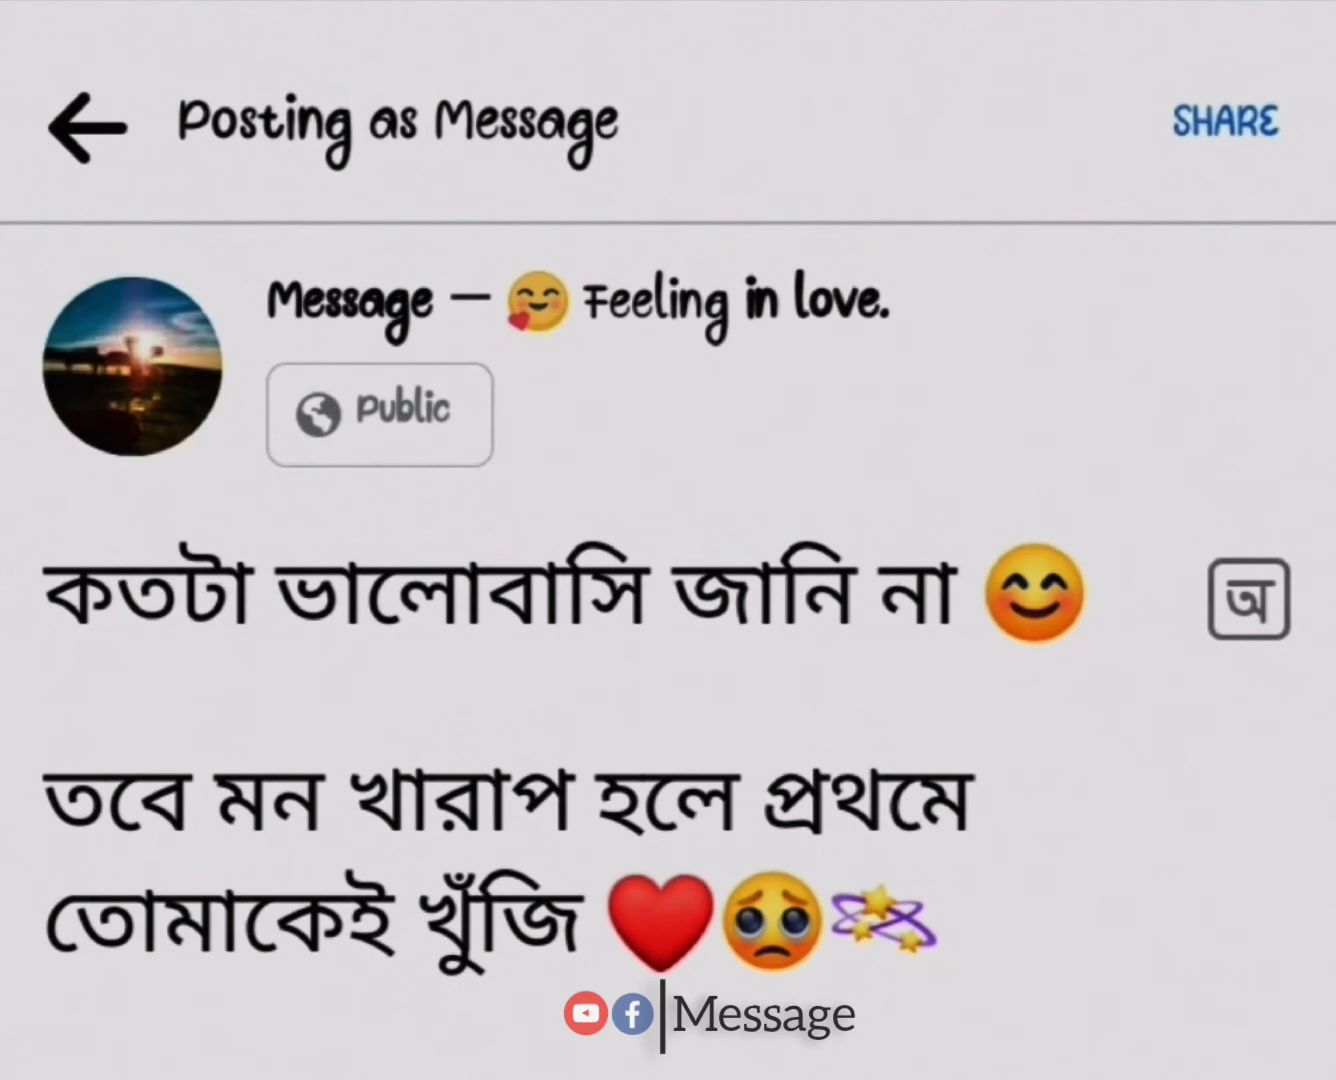 Posting as Message
SHARE
Message — 🥰 Feeling in love.
Public
কতটা ভালোবাসি জানি না 😊
অ
তবে মন খারাপ হলে প্রথমে
তোমাকেই খুঁজি ❤️🥺💫
Message